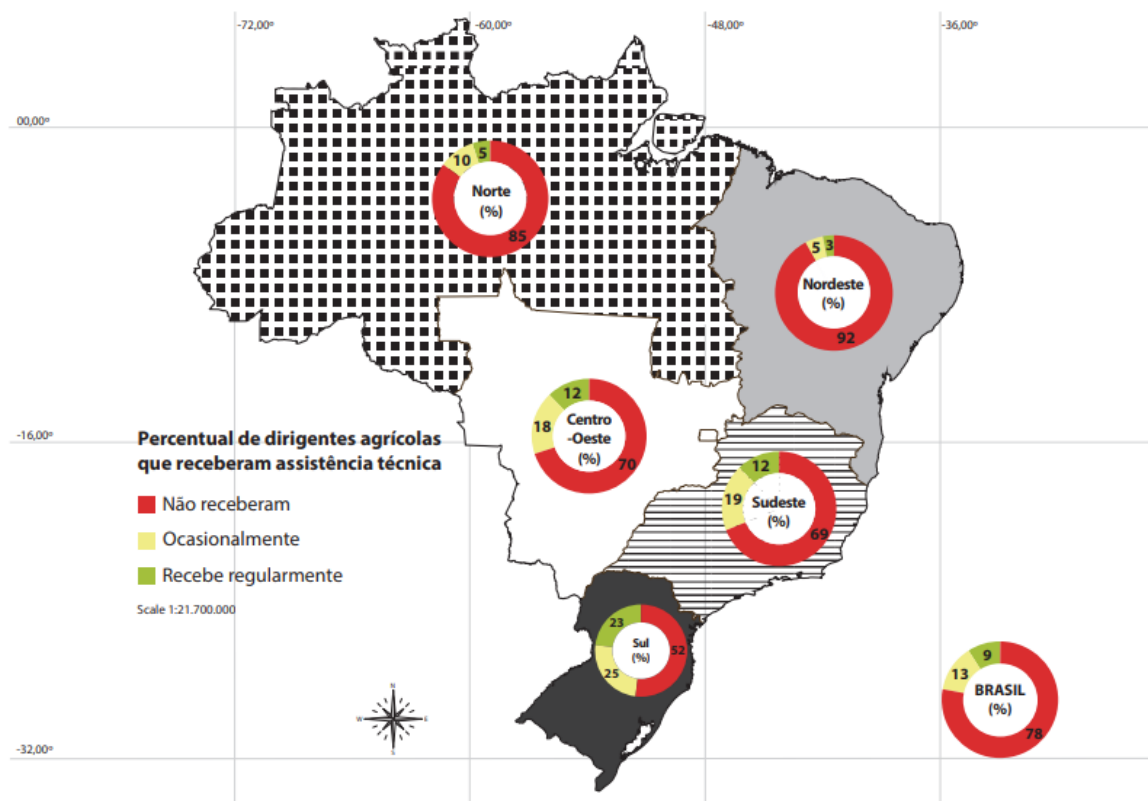 -72,00º
-60,00º
-48,00º
-36,00º
00,00º
10
5
Norte
(%)
85
5
3
Nordeste
(%)
92
-16,00º
12
18
Centro
-Oeste
(%)
70
12
19
Sudeste
(%)
69
Percentual de dirigentes agrícolas
que receberam assistência técnica
Não receberam
Ocasionalmente
Recebe regularmente
Scale 1:21.700.000
23
Sul
(%)
52
25
9
13
BRASIL
(%)
78
N
W
E
S
-32,00º